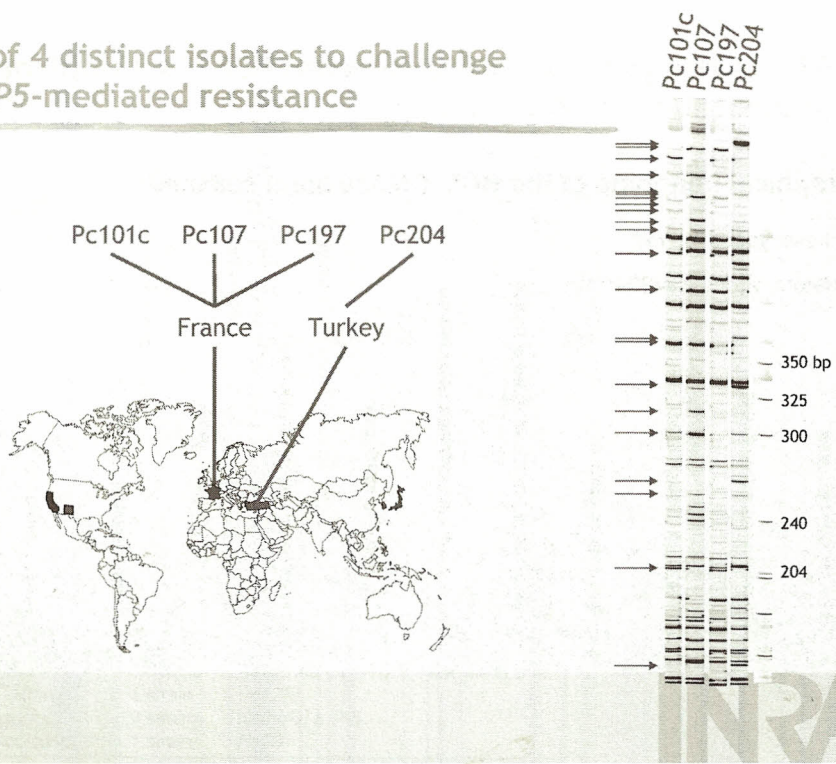 of 4 distinct isolates to challenge
P5-mediated resistance
Pc101c
Pc107
Pc197
Pc204
Pc101c Pc107 Pc197 Pc204
France Turkey
350 bp
325
300
240
204
INRA